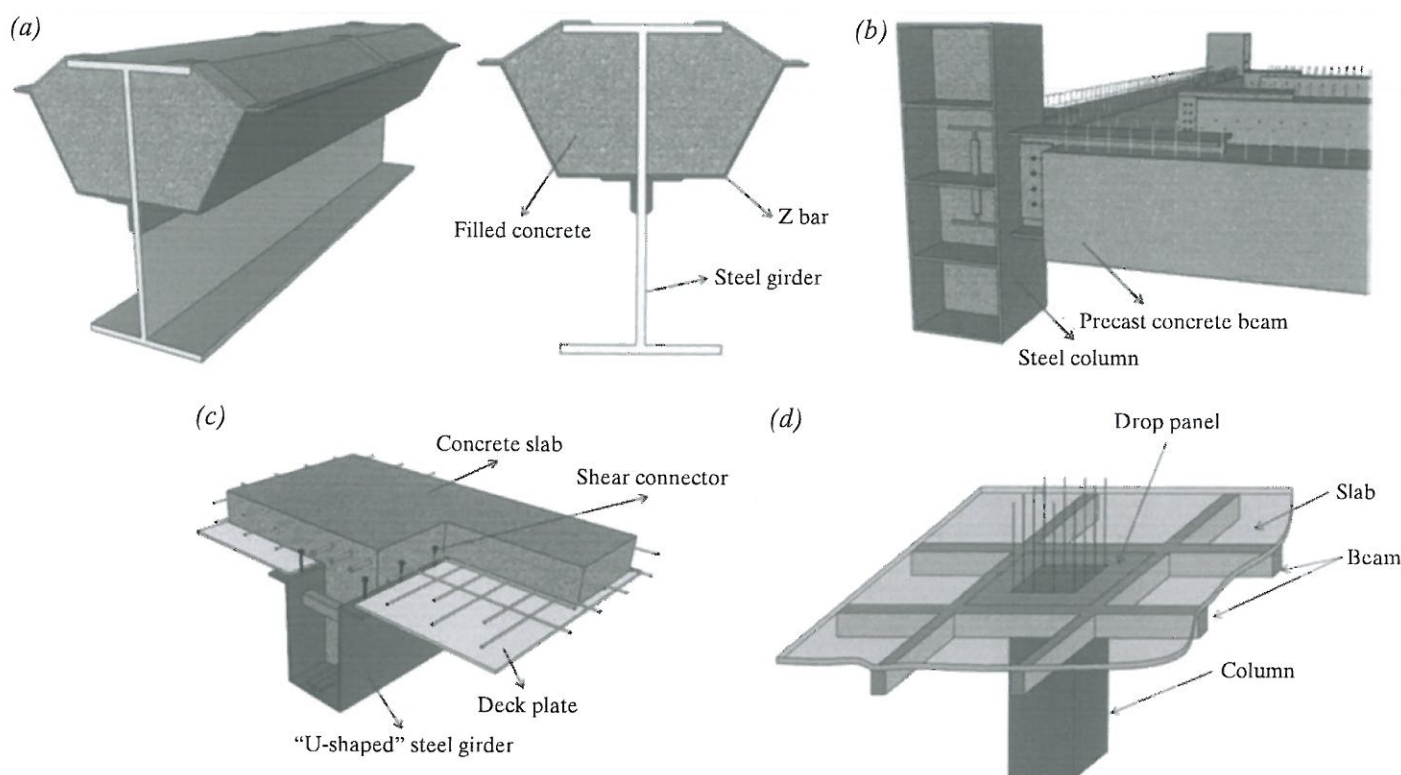 (a)
Filled concrete
Z bar
Steel girder
(b)
Precast concrete beam
Steel column
(c)
Concrete slab
Shear connector
Deck plate
“U-shaped” steel girder
(d)
Drop panel
Slab
Beam
Column